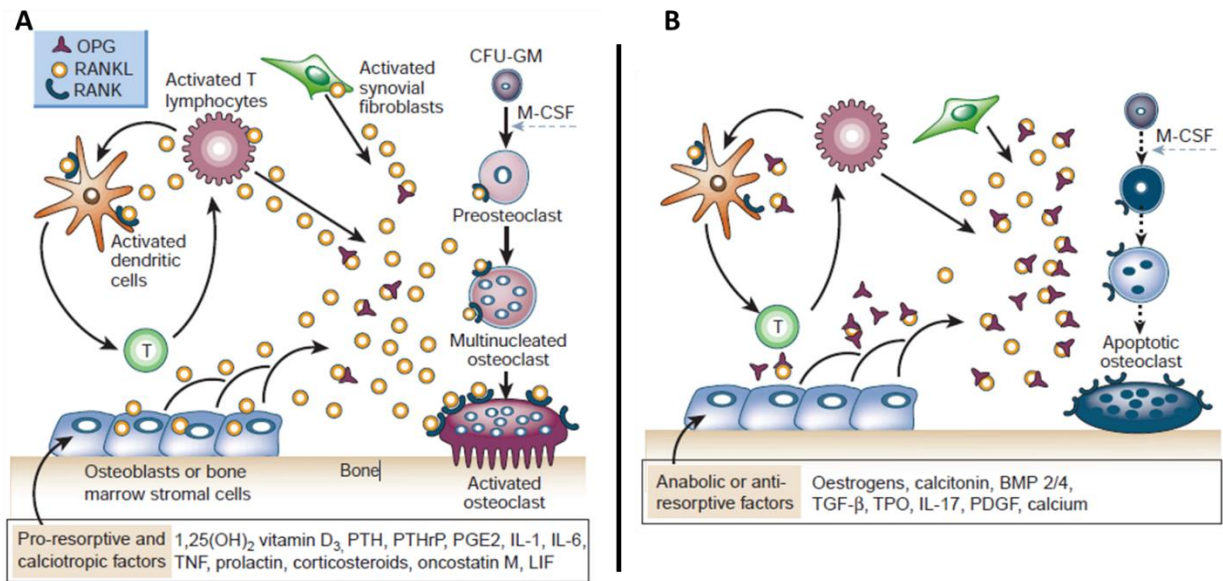 A
OPG
RANKL
RANK
Activated T
lymphocytes
Activated
synovial
fibroblasts
CFU-GM
M-CSF
Preosteoclast
Activated
dendritic
cells
T
Multinucleated
osteoclast
Osteoblasts or bone
marrow stromal cells
Bone
Activated
osteoclast
Pro-resorptive and
calciotropic factors
1,25(OH)₂ vitamin D₃, PTH, PTHrP, PGE2, IL-1, IL-6,
TNF, prolactin, corticosteroids, oncostatin M, LIF
B
M-CSF
T
Apoptotic
osteoclast
Anabolic or anti-
resorptive factors
Oestrogens, calcitonin, BMP 2/4,
TGF-β, TPO, IL-17, PDGF, calcium